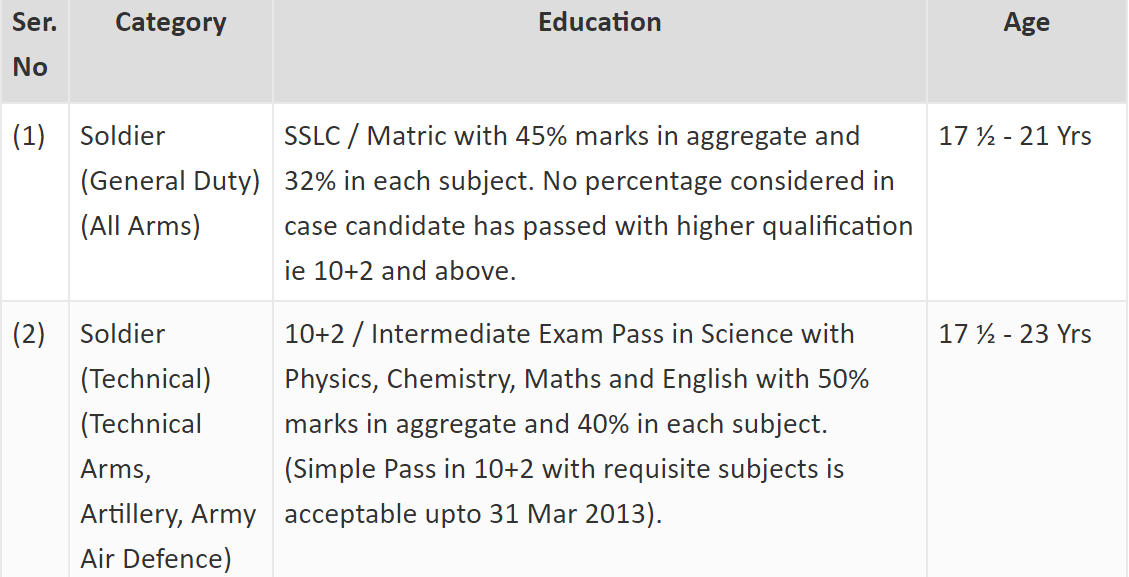 Ser. No
Category
Education
Age
(1)
Soldier
(General Duty)
(All Arms)
SSLC / Matric with 45% marks in aggregate and
32% in each subject. No percentage considered in
case candidate has passed with higher qualification
ie 10+2 and above.
17 ½ - 21 Yrs
(2)
Soldier
(Technical)
(Technical
Arms,
Artillery, Army
Air Defence)
10+2 / Intermediate Exam Pass in Science with
Physics, Chemistry, Maths and English with 50%
marks in aggregate and 40% in each subject.
(Simple Pass in 10+2 with requisite subjects is
acceptable upto 31 Mar 2013).
17 ½ - 23 Yrs